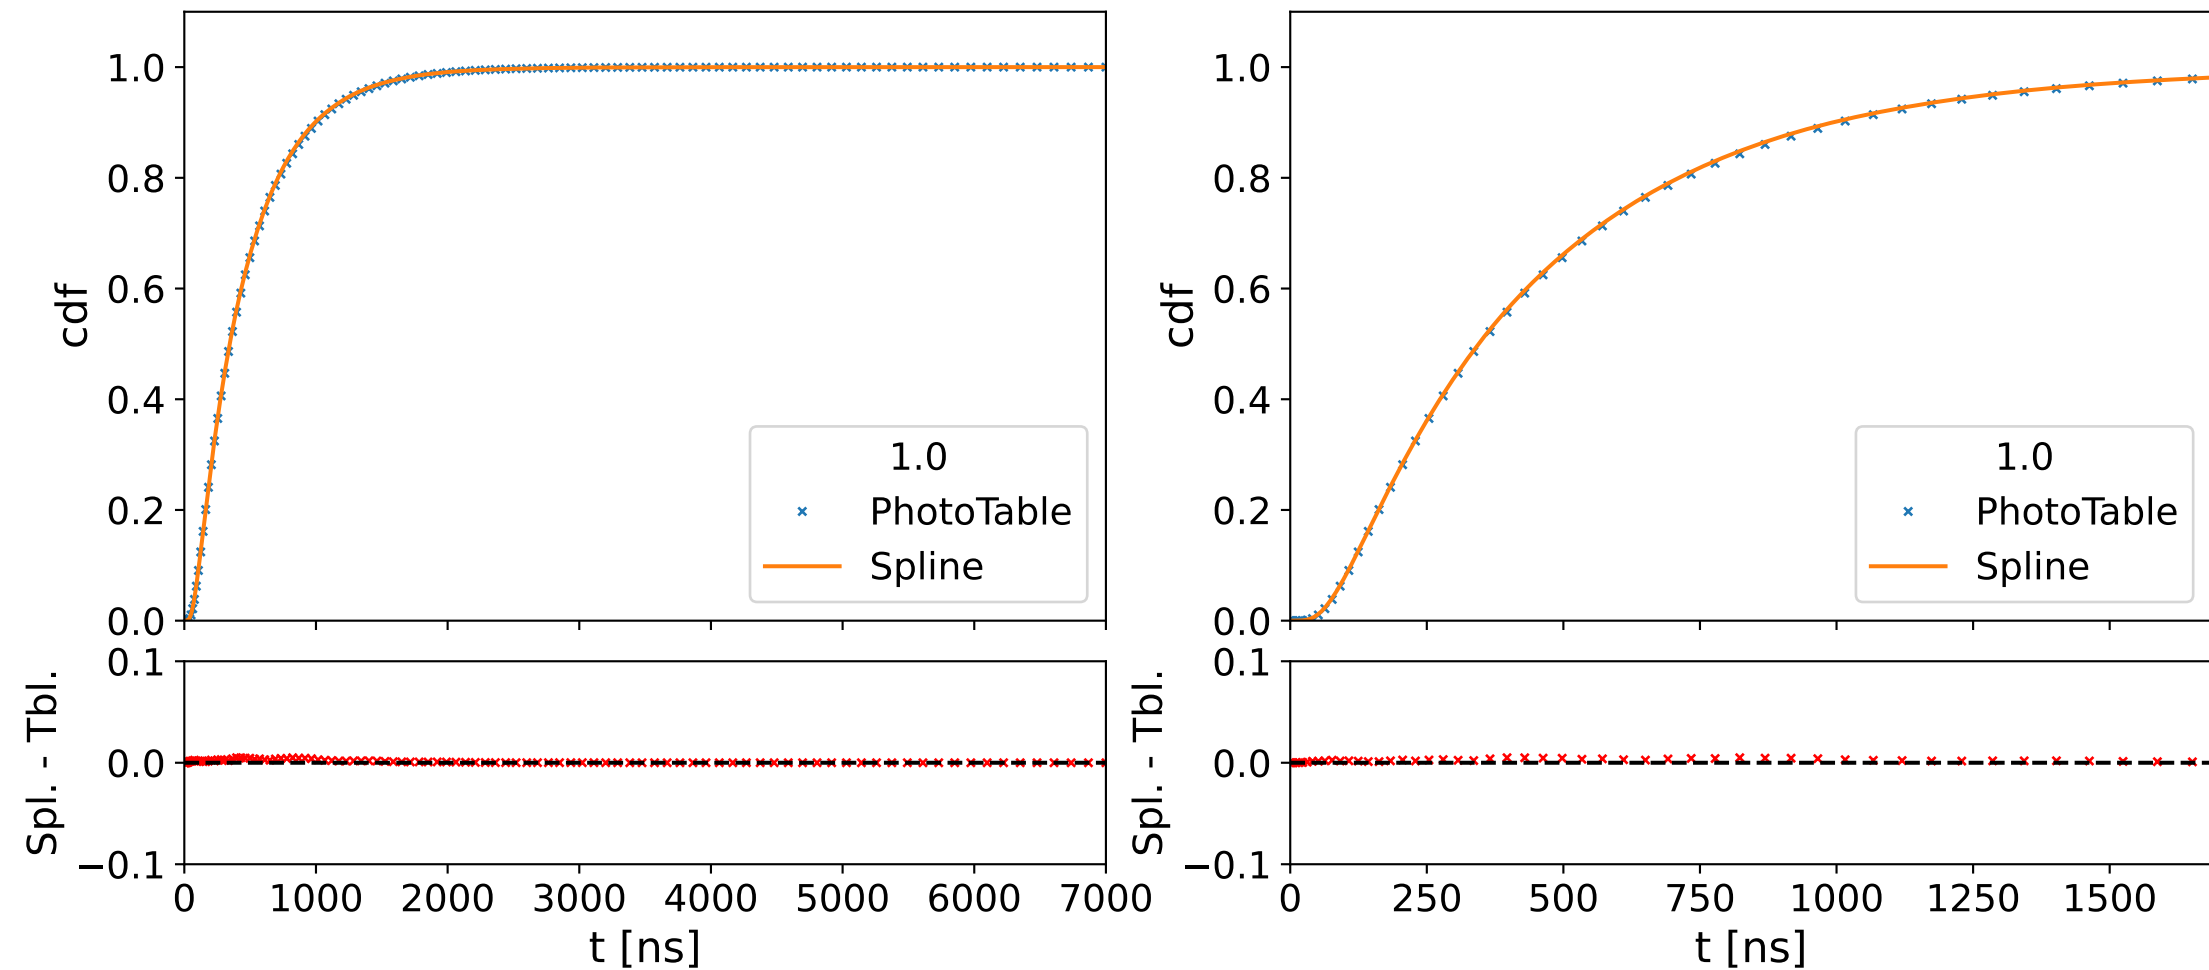 cdf
1.0
0.8
0.6
0.4
0.2
0.0
1.0
PhotoTable
Spline
Spl. - Tbl.
0.1
0.0
−0.1
0 1000 2000 3000 4000 5000 6000 7000
t [ns]
cdf
1.0
0.8
0.6
0.4
0.2
0.0
1.0
PhotoTable
Spline
Spl. - Tbl.
0.1
0.0
−0.1
0 250 500 750 1000 1250 1500
t [ns]